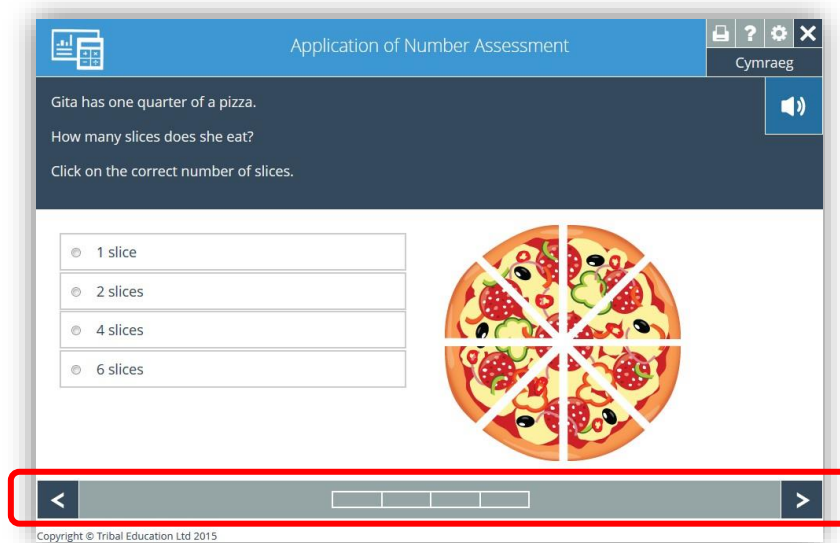 Application of Number Assessment
?
Cymraeg
Gita has one quarter of a pizza.
How many slices does she eat?
Click on the correct number of slices.
1 slice
2 slices
4 slices
6 slices
<
>
Copyright © Tribal Education Ltd 2015